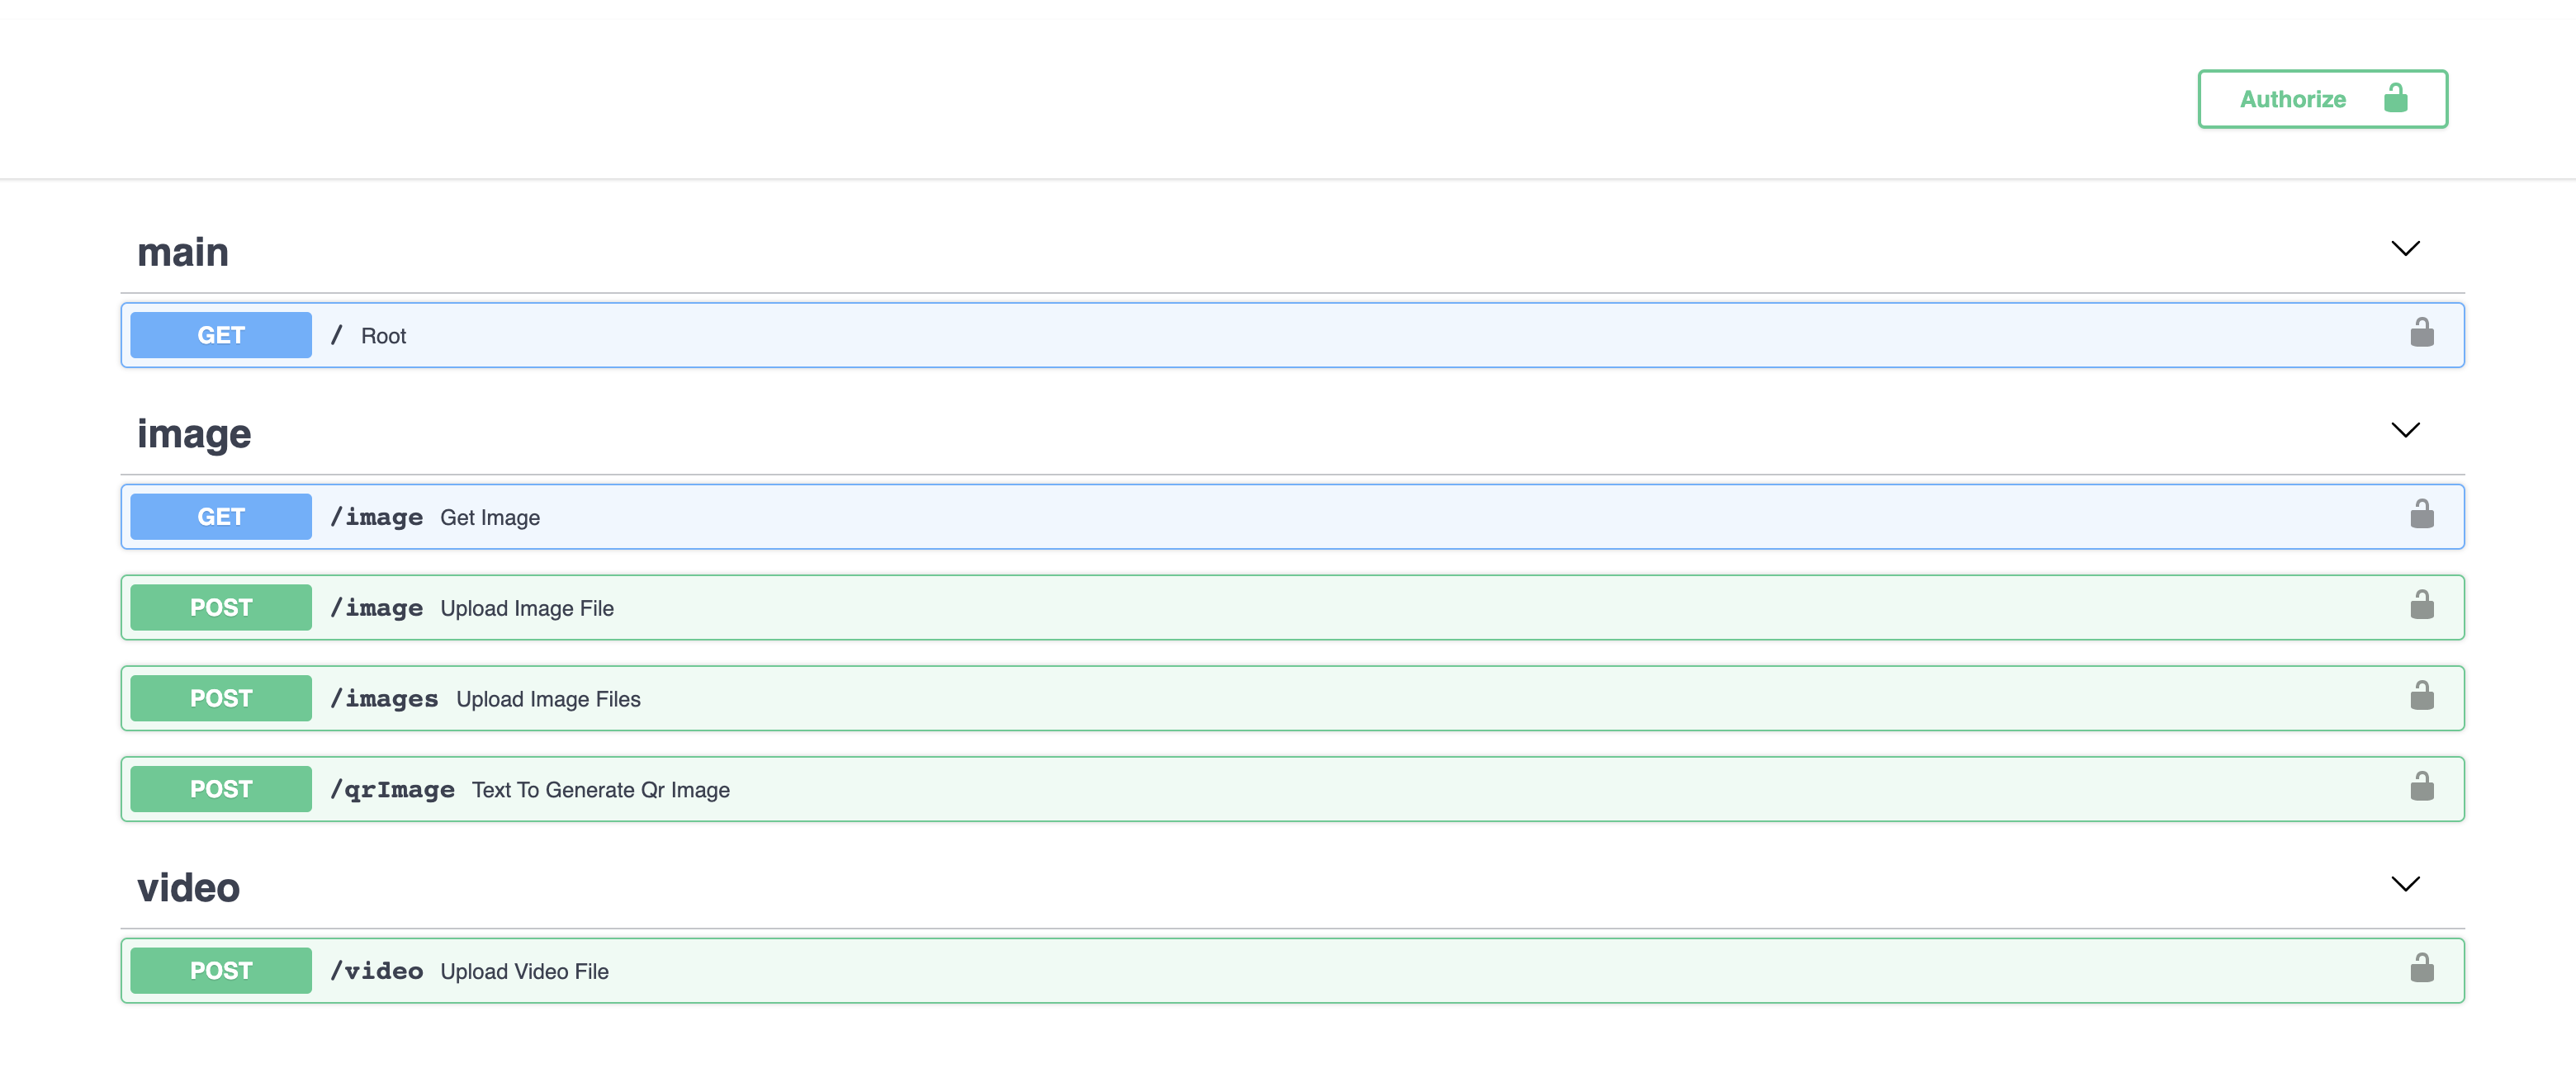 Authorize
main
GET / Root
image
GET /image Get Image
POST /image Upload Image File
POST /images Upload Image Files
POST /qrImage Text To Generate Qr Image
video
POST /video Upload Video File